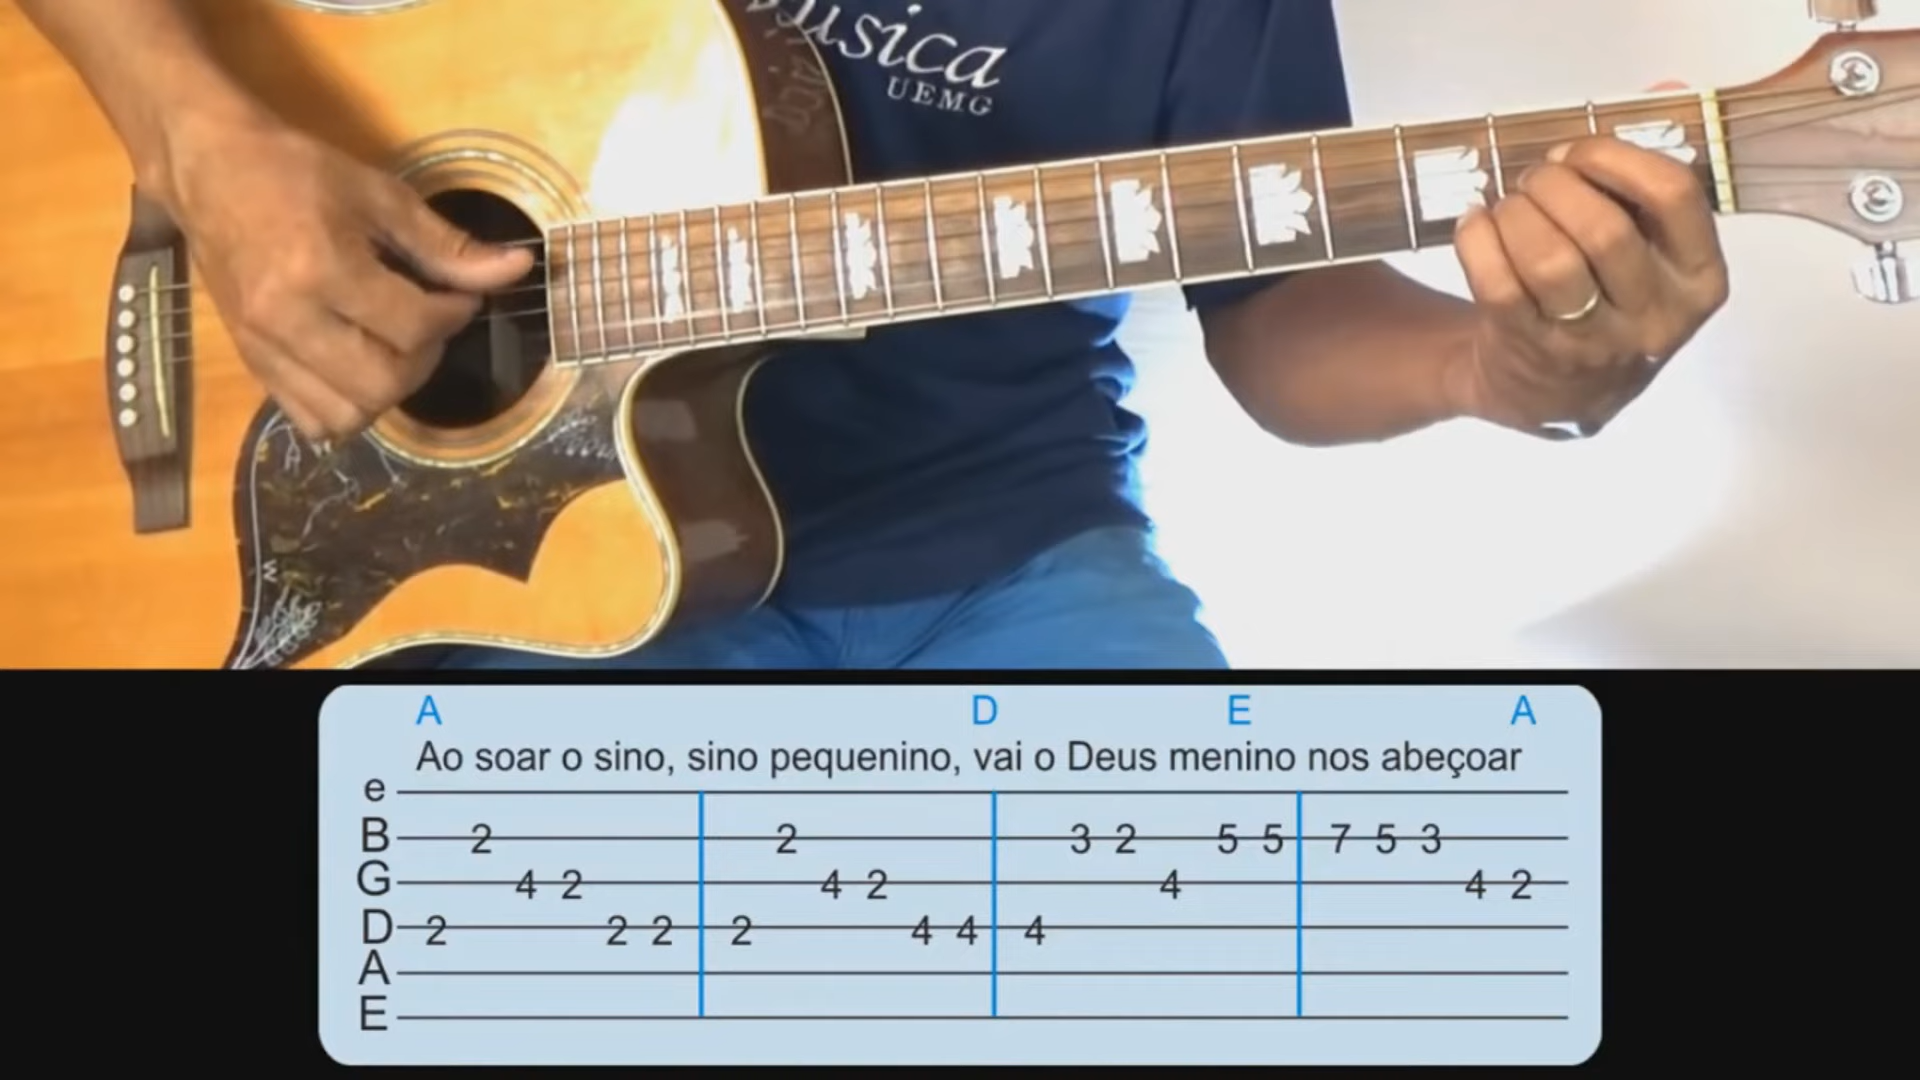 Musica
UEMG
A D E A
Ao soar o sino, sino pequenino, vai o Deus menino nos abeçoar
e
B 2 2 3 2 5 5 7 5 3
G 4 2 4 2 4 4 2
D 2 2 2 2 4 4 4
A
E